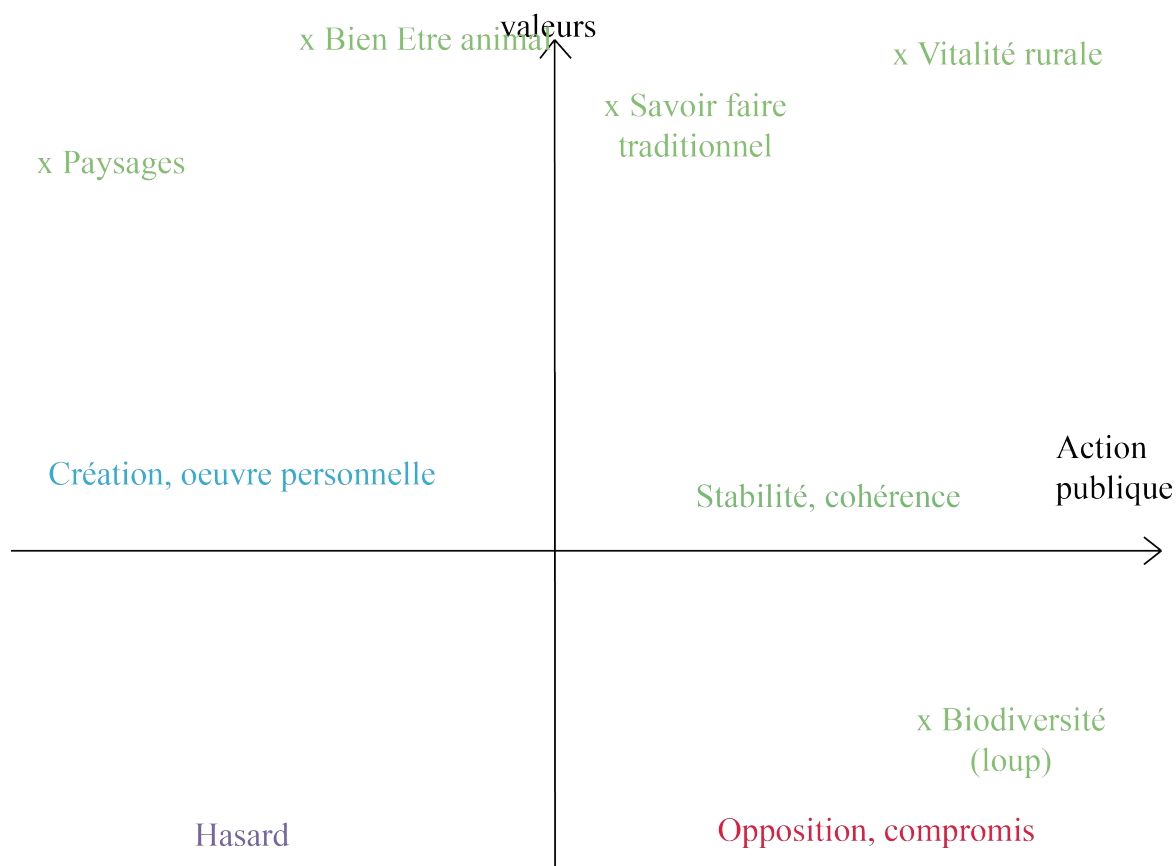 valeurs
x Bien Etre animal
x Vitalité rurale
x Savoir faire
traditionnel
x Paysages
Action
publique
Création, oeuvre personnelle
Stabilité, cohérence
x Biodiversité
(loup)
Hasard
Opposition, compromis